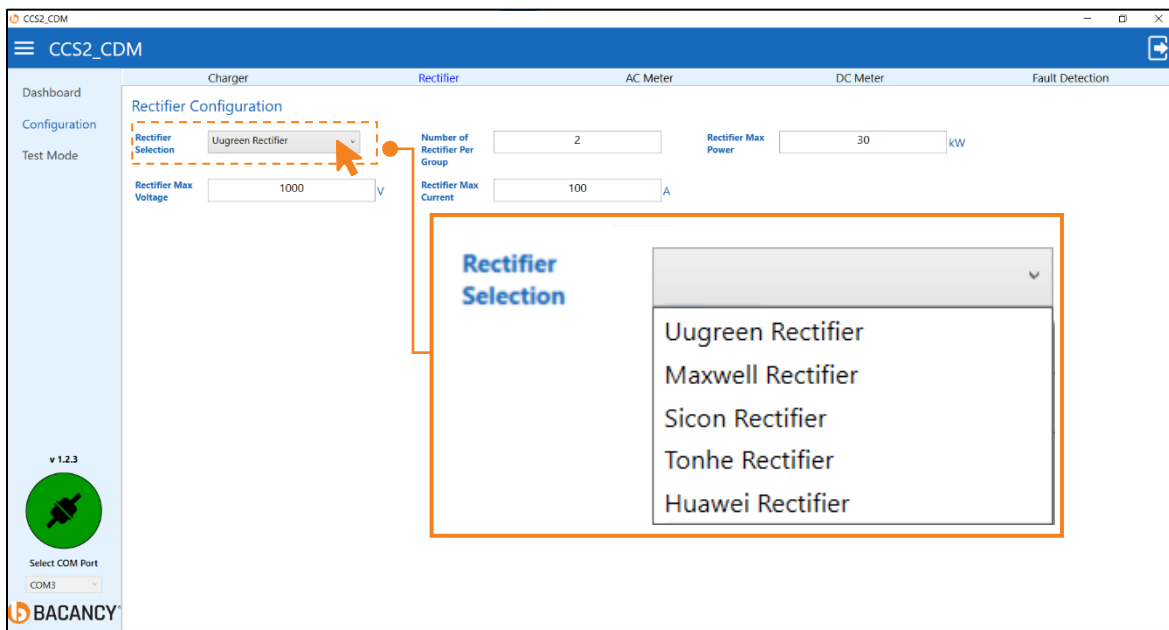 CCS2_CDM
CCS2_CDM
Charger Rectifier AC Meter DC Meter Fault Detection
Dashboard
Configuration
Test Mode
Rectifier Configuration
Rectifier
Selection
Uugreen Rectifier
Number of
Rectifier Per
Group
2
Rectifier Max
Power
30
kW
Rectifier Max
Voltage
1000
V
Rectifier Max
Current
100
A
Rectifier
Selection
Uugreen Rectifier
Maxwell Rectifier
Sicon Rectifier
Tonhe Rectifier
Huawei Rectifier
v 1.2.3
Select COM Port
COM3
BACANCY®